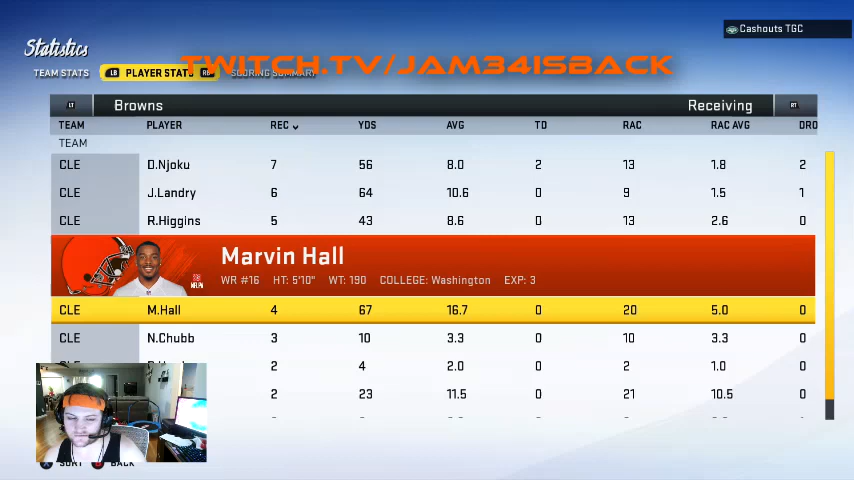 Cashouts TGC
Statistics
TWITCH.TV/JAM34ISBACK
TEAM STATS LB PLAYER STATS RB SCORING SUMMARY
LT Browns Receiving RT
TEAM PLAYER REC YDS AVG TD RAC RAC AVG DRO
TEAM
CLE D.Njoku 7 56 8.0 2 13 1.8 2
CLE J.Landry 6 64 10.6 0 9 1.5 1
CLE R.Higgins 5 43 8.6 0 13 2.6 0
Marvin Hall
WR #16 HT: 5'10" WT: 190 COLLEGE: Washington EXP: 3
CLE M.Hall 4 67 16.7 0 20 5.0 0
CLE N.Chubb 3 10 3.3 0 10 3.3 0
2 4 2.0 0 2 1.0 0
2 23 11.5 0 21 10.5 0
X SORT B BACK